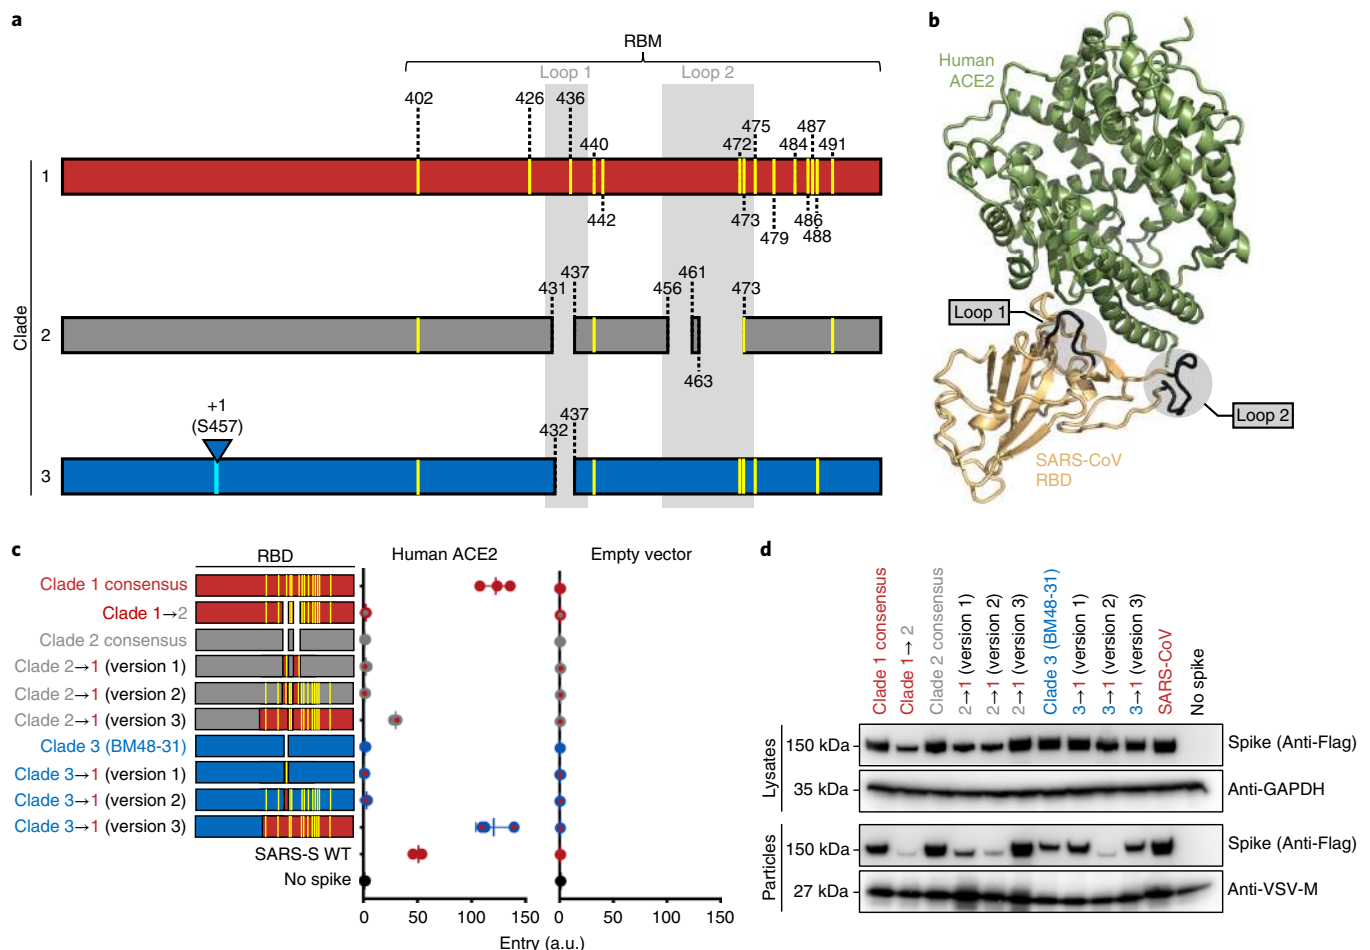 a
RBM
Loop 1
Loop 2
402
426
436
440
442
472
473
475
479
484
486
487
488
491
Clade
1
2
431
437
456
461
463
473
3
+1
(S457)
432
437
b
Human
ACE2
Loop 1
Loop 2
SARS-CoV
RBD
c
RBD
Human ACE2
Empty vector
Clade 1 consensus
Clade 1→2
Clade 2 consensus
Clade 2→1 (version 1)
Clade 2→1 (version 2)
Clade 2→1 (version 3)
Clade 3 (BM48-31)
Clade 3→1 (version 1)
Clade 3→1 (version 2)
Clade 3→1 (version 3)
SARS-S WT
No spike
0 50 100 150
0 50 100 150
Entry (a.u.)
d
Clade 1 consensus
Clade 1→ 2
Clade 2 consensus
2→1 (version 1)
2→1 (version 2)
2→1 (version 3)
Clade 3 (BM48-31)
3→1 (version 1)
3→1 (version 2)
3→1 (version 3)
SARS-CoV
No spike
Lysates
150 kDa
Spike (Anti-Flag)
35 kDa
Anti-GAPDH
Particles
150 kDa
Spike (Anti-Flag)
27 kDa
Anti-VSV-M